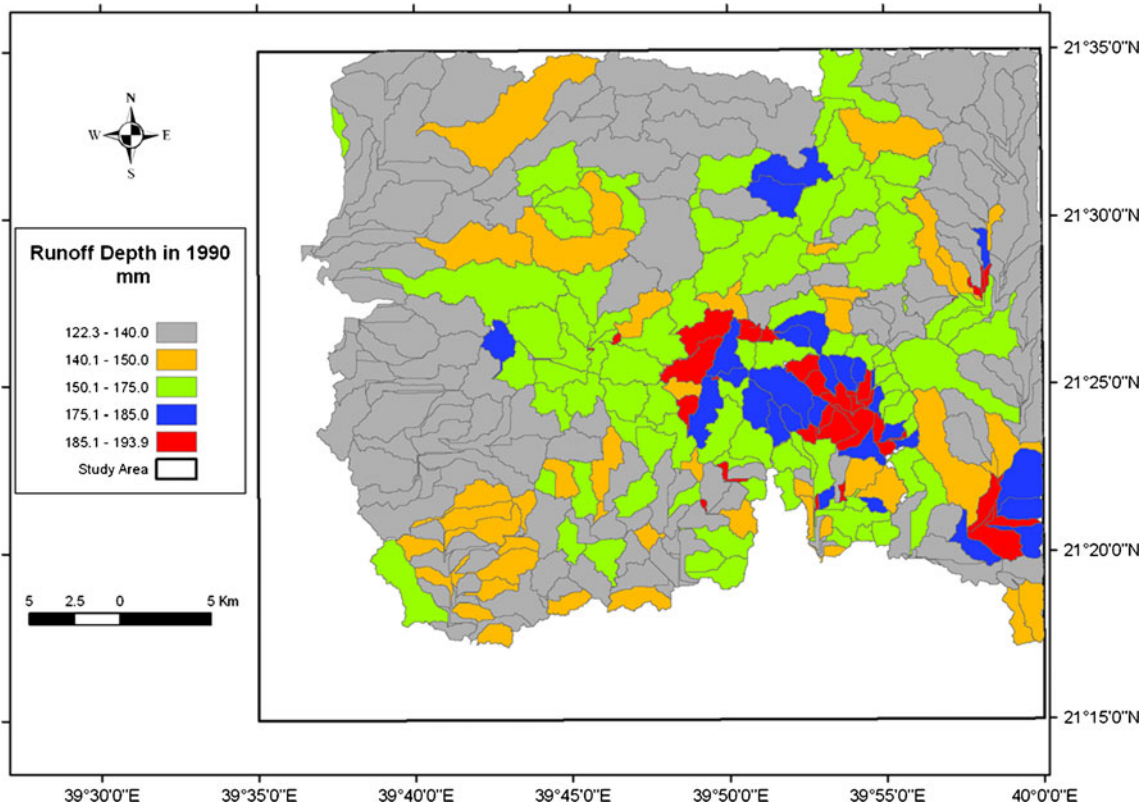 N
W E
S
Runoff Depth in 1990
mm
122.3 - 140.0
140.1 - 150.0
150.1 - 175.0
175.1 - 185.0
185.1 - 193.9
Study Area
5 2.5 0 5 Km
21°35'0"N
21°30'0"N
21°25'0"N
21°20'0"N
21°15'0"N
39°30'0"E 39°35'0"E 39°40'0"E 39°45'0"E 39°50'0"E 39°55'0"E 40°0'0"E